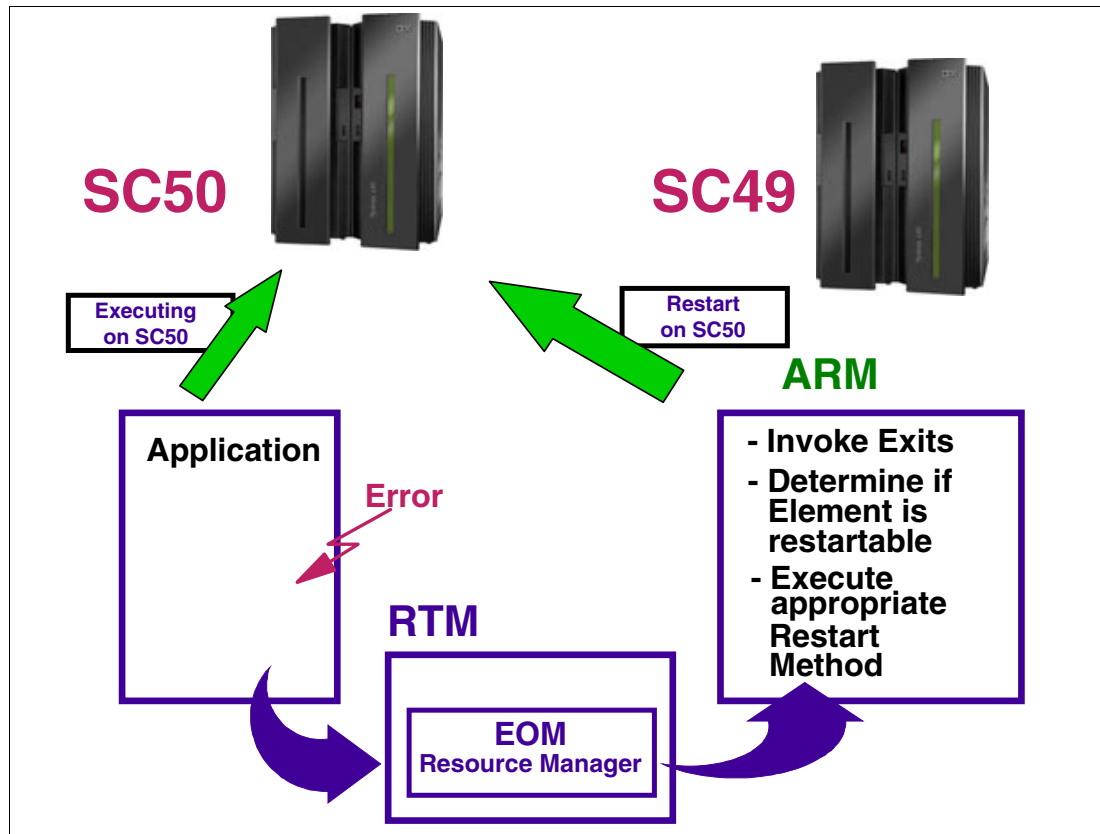 SC50
SC49
Executing
on SC50
Restart
on SC50
ARM
Application
Error
- Invoke Exits
- Determine if
Element is
restartable
- Execute
appropriate
Restart
Method
RTM
EOM
Resource Manager